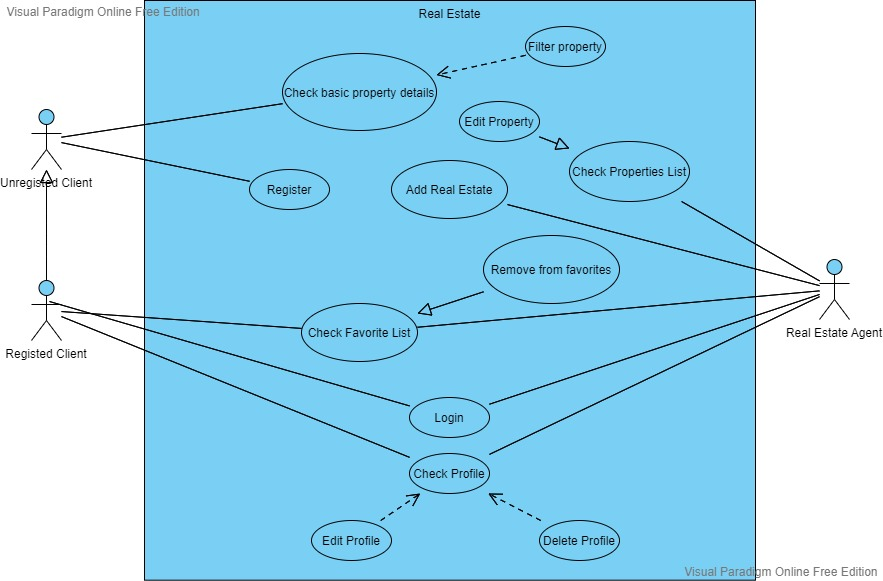 Visual Paradigm Online Free Edition
Real Estate
Filter property
Check basic property details
Edit Property
Check Properties List
Unregisted Client
Register
Add Real Estate
Remove from favorites
Check Favorite List
Real Estate Agent
Registed Client
Login
Check Profile
Edit Profile
Delete Profile
Visual Paradigm Online Free Edition